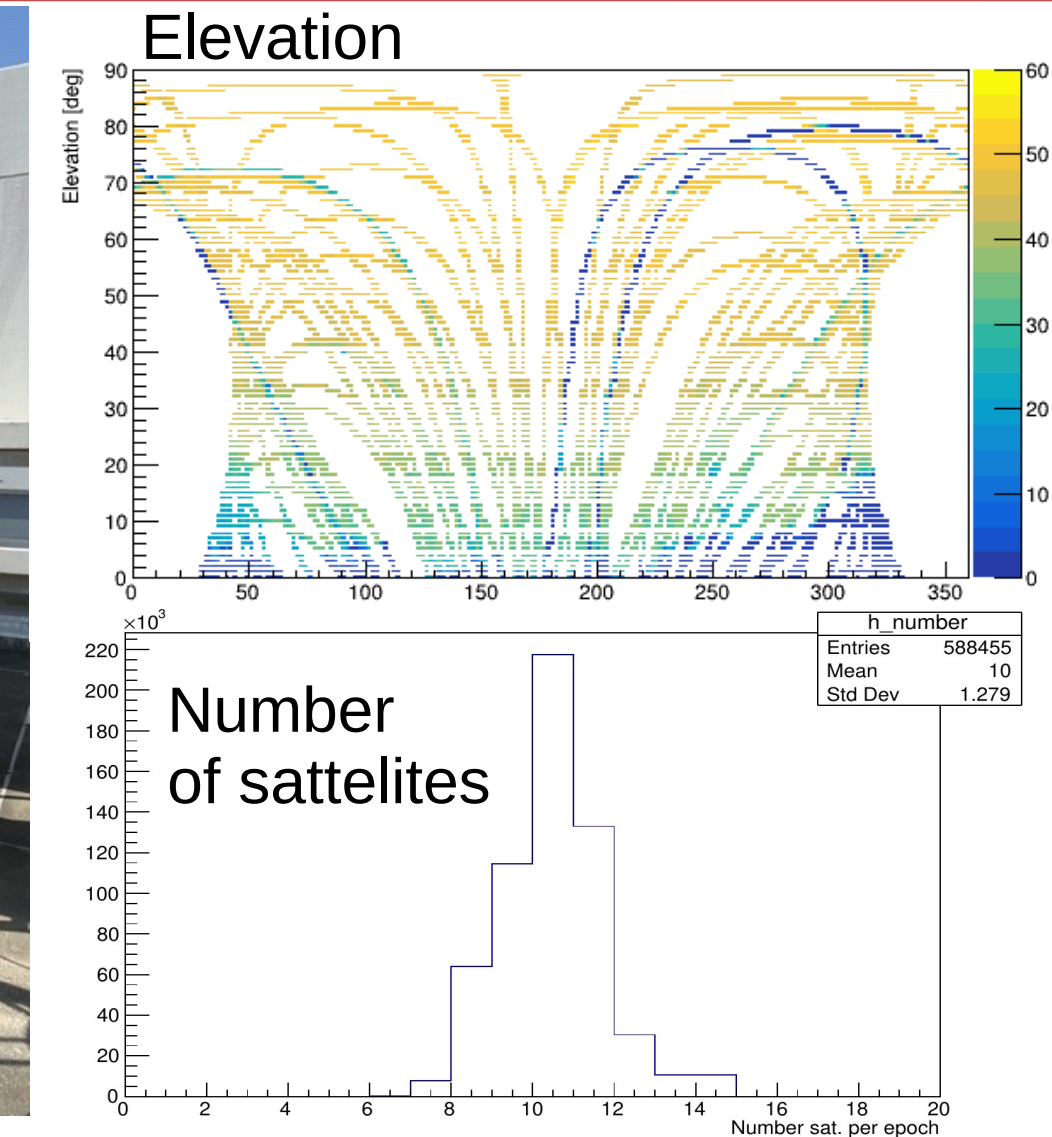 Elevation
Elevation [deg]
90
80
70
60
50
40
30
20
10
0
0 50 100 150 200 250 300 350
60
50
40
30
20
10
0
×10³
220
200
180
160
140
120
100
80
60
40
20
0
Number
of sattelites
h_number
Entries 588455
Mean 10
Std Dev 1.279
0 2 4 6 8 10 12 14 16 18 20
Number sat. per epoch